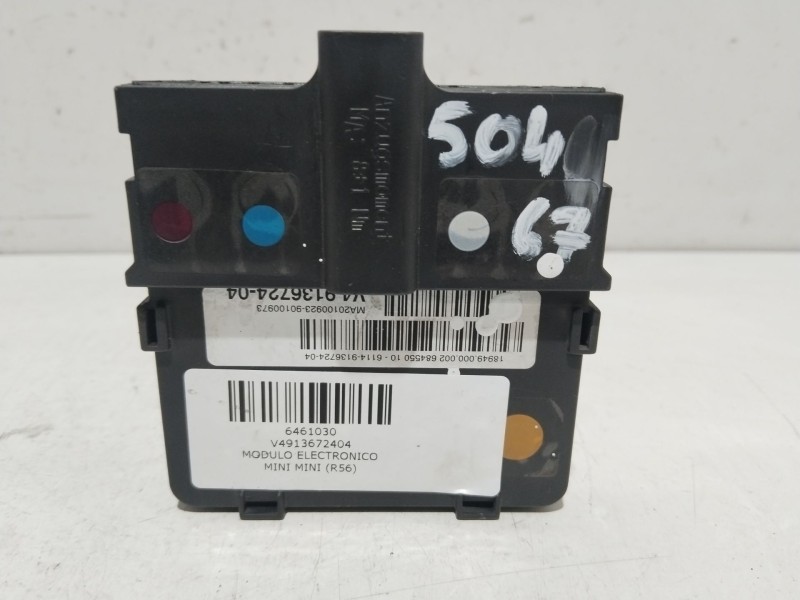 504
67
Anzugsmoment
V4 9136724-04
MA20100923-90100973
18949.000.002 684550 10 - 6114-9136724-04
6461030
V4913672404
MODULO ELECTRONICO
MINI MINI (R56)